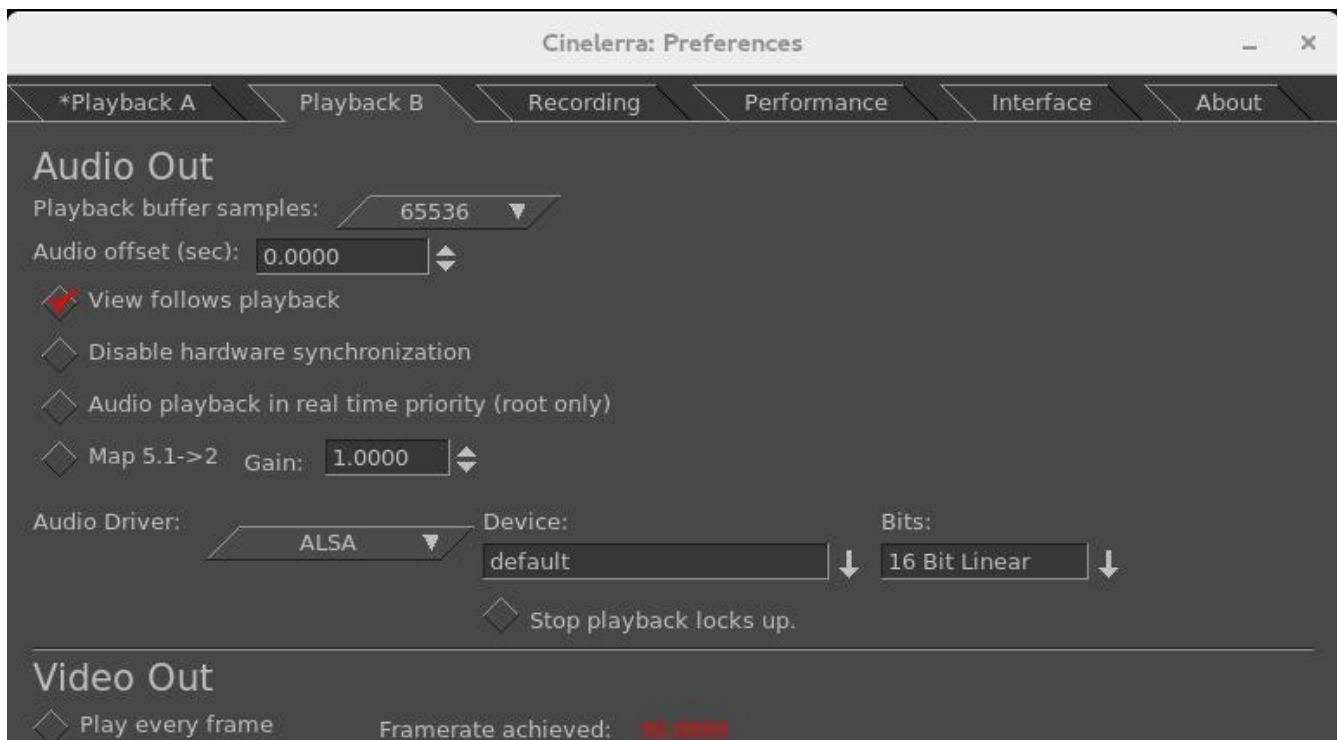 Cinelerra: Preferences
*Playback A Playback B Recording Performance Interface About
Audio Out
Playback buffer samples: 65536
Audio offset (sec): 0.0000
View follows playback
Disable hardware synchronization
Audio playback in real time priority (root only)
Map 5.1->2 Gain: 1.0000
Audio Driver: ALSA Device: default Bits: 16 Bit Linear
Stop playback locks up.
Video Out
Play every frame Framerate achieved: